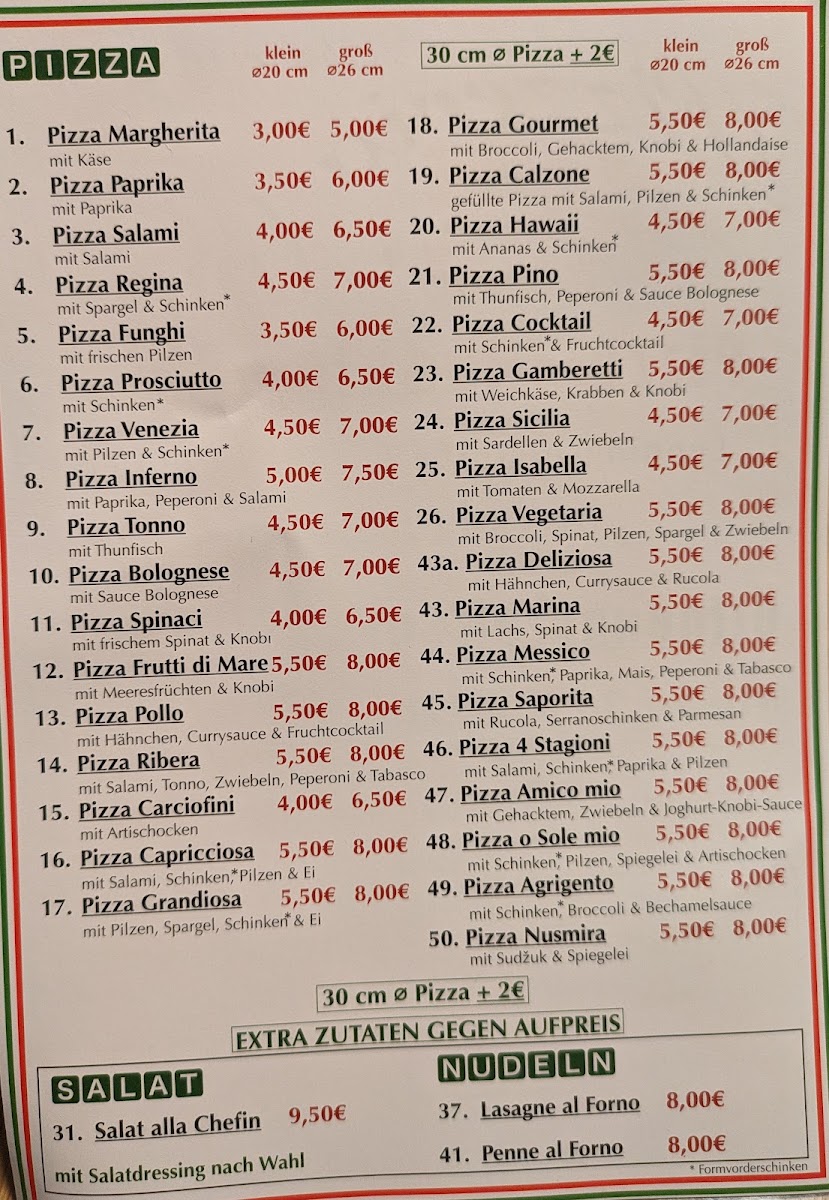 PIZZA
klein groß
ø20 cm ø26 cm
1. Pizza Margherita 3,00€ 5,00€
mit Käse
2. Pizza Paprika 3,50€ 6,00€
mit Paprika
3. Pizza Salami 4,00€ 6,50€
mit Salami
4. Pizza Regina 4,50€ 7,00€
mit Spargel & Schinken*
5. Pizza Funghi 3,50€ 6,00€
mit frischen Pilzen
6. Pizza Prosciutto 4,00€ 6,50€
mit Schinken*
7. Pizza Venezia 4,50€ 7,00€
mit Pilzen & Schinken*
8. Pizza Inferno 5,00€ 7,50€
mit Paprika, Peperoni & Salami
9. Pizza Tonno 4,50€ 7,00€
mit Thunfisch
10. Pizza Bolognese 4,50€ 7,00€
mit Sauce Bolognese
11. Pizza Spinaci 4,00€ 6,50€
mit frischem Spinat & Knobi
12. Pizza Frutti di Mare 5,50€ 8,00€
mit Meeresfrüchten & Knobi
13. Pizza Pollo 5,50€ 8,00€
mit Hähnchen, Currysauce & Fruchtcocktail
14. Pizza Ribera 5,50€ 8,00€
mit Salami, Tonno, Zwiebeln, Peperoni & Tabasco
15. Pizza Carciofini 4,00€ 6,50€
mit Artischocken
16. Pizza Capricciosa 5,50€ 8,00€
mit Salami, Schinken,* Pilzen & Ei
17. Pizza Grandiosa 5,50€ 8,00€
mit Pilzen, Spargel, Schinken* & Ei
30 cm ø Pizza + 2€
klein groß
ø20 cm ø26 cm
18. Pizza Gourmet 5,50€ 8,00€
mit Broccoli, Gehacktem, Knobi & Hollandaise
19. Pizza Calzone 5,50€ 8,00€
gefüllte Pizza mit Salami, Pilzen & Schinken*
20. Pizza Hawaii 4,50€ 7,00€
mit Ananas & Schinken*
21. Pizza Pino 5,50€ 8,00€
mit Thunfisch, Peperoni & Sauce Bolognese
22. Pizza Cocktail 4,50€ 7,00€
mit Schinken* & Fruchtcocktail
23. Pizza Gamberetti 5,50€ 8,00€
mit Weichkäse, Krabben & Knobi
24. Pizza Sicilia 4,50€ 7,00€
mit Sardellen & Zwiebeln
25. Pizza Isabella 4,50€ 7,00€
mit Tomaten & Mozzarella
26. Pizza Vegetaria 5,50€ 8,00€
mit Broccoli, Spinat, Pilzen, Spargel & Zwiebeln
43a. Pizza Deliziosa 5,50€ 8,00€
mit Hähnchen, Currysauce & Rucola
43. Pizza Marina 5,50€ 8,00€
mit Lachs, Spinat & Knobi
44. Pizza Messico 5,50€ 8,00€
mit Schinken,* Paprika, Mais, Peperoni & Tabasco
45. Pizza Saporita 5,50€ 8,00€
mit Rucola, Serranoschinken & Parmesan
46. Pizza 4 Stagioni 5,50€ 8,00€
mit Salami, Schinken,* Paprika & Pilzen
47. Pizza Amico mio 5,50€ 8,00€
mit Gehacktem, Zwiebeln & Joghurt-Knobi-Sauce
48. Pizza o Sole mio 5,50€ 8,00€
mit Schinken,* Pilzen, Spiegelei & Artischocken
49. Pizza Agrigento 5,50€ 8,00€
mit Schinken,* Broccoli & Bechamelsauce
50. Pizza Nusmira 5,50€ 8,00€
mit Sudžuk & Spiegelei
30 cm ø Pizza + 2€
EXTRA ZUTATEN GEGEN AUFPREIS
SALAT
31. Salat alla Chefin 9,50€
mit Salatdressing nach Wahl
NUDELN
37. Lasagne al Forno 8,00€
41. Penne al Forno 8,00€
* Formvorderschinken